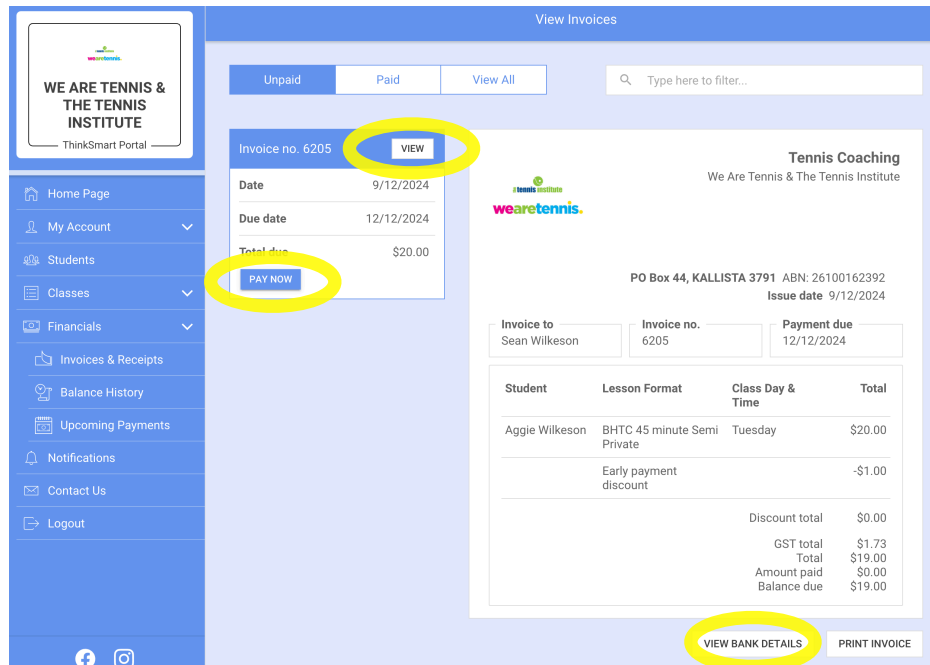 View Invoices
wearetennis.
WE ARE TENNIS &
THE TENNIS
INSTITUTE
ThinkSmart Portal
Home Page
My Account
Students
Classes
Financials
Invoices & Receipts
Balance History
Upcoming Payments
Notifications
Contact Us
Logout
Unpaid Paid View All
Type here to filter...
Invoice no. 6205 VIEW
Date 9/12/2024
Due date 12/12/2024
Total due $20.00
PAY NOW
tennis institute
wearetennis.
Tennis Coaching
We Are Tennis & The Tennis Institute
PO Box 44, KALLISTA 3791 ABN: 26100162392
Issue date 9/12/2024
Invoice to Invoice no. Payment due
Sean Wilkeson 6205 12/12/2024
Student Lesson Format Class Day & Total
Time
Aggie Wilkeson BHTC 45 minute Semi Tuesday $20.00
Private
Early payment -$1.00
discount
Discount total $0.00
GST total $1.73
Total $19.00
Amount paid $0.00
Balance due $19.00
VIEW BANK DETAILS PRINT INVOICE